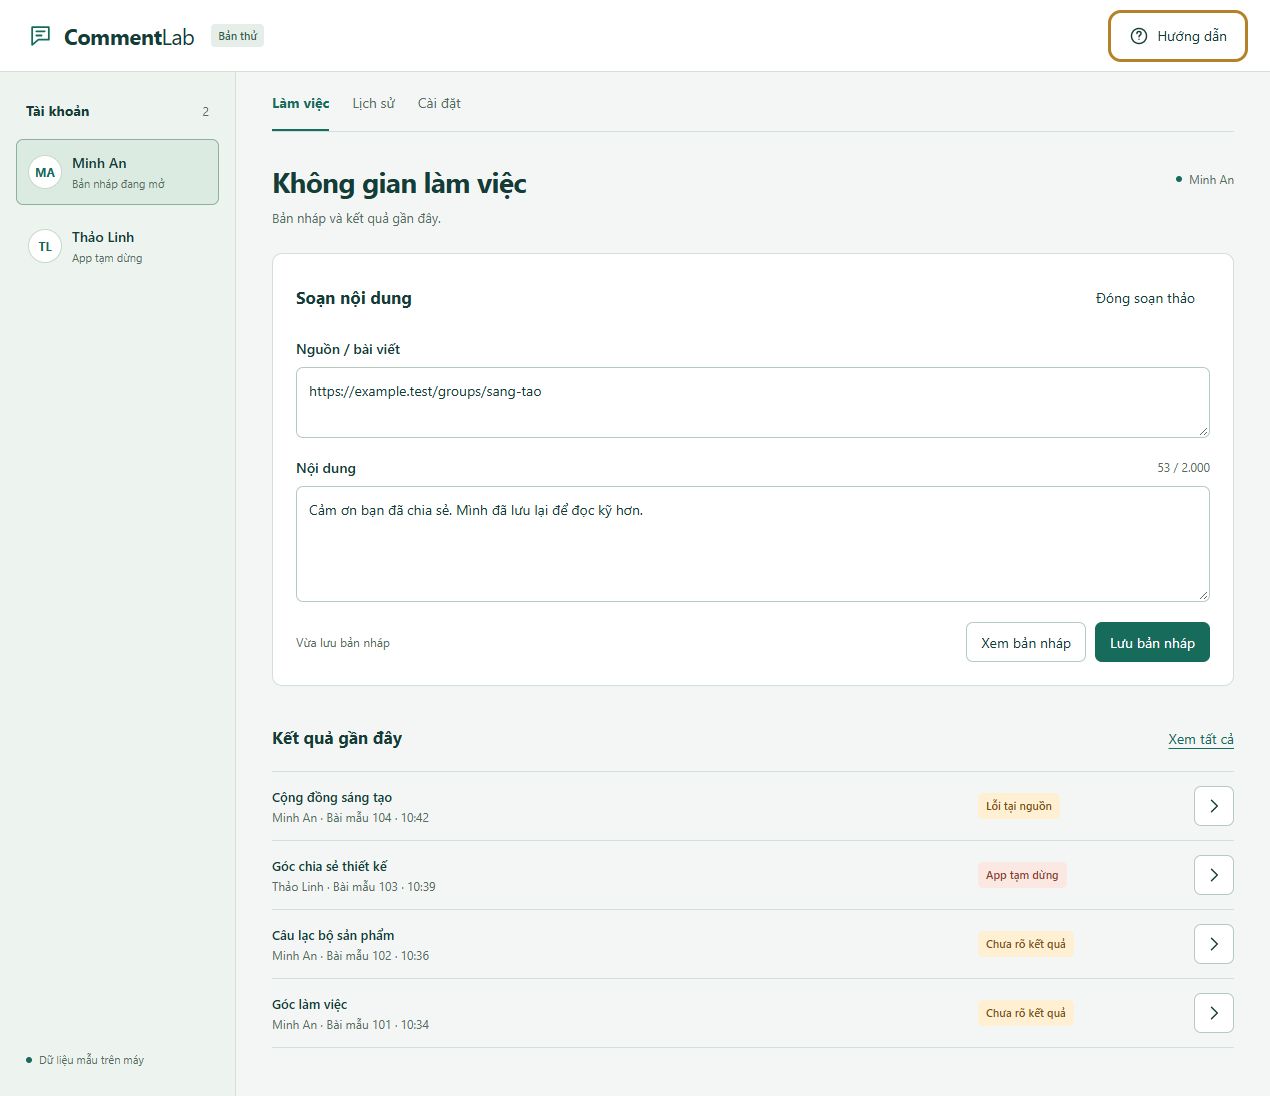 CommentLab
Bản thử
Hướng dẫn
Tài khoản
2
MA
Minh An
Bản nháp đang mở
TL
Thảo Linh
App tạm dừng
Dữ liệu mẫu trên máy
Làm việc
Lịch sử
Cài đặt
Không gian làm việc
Minh An
Bản nháp và kết quả gần đây.
Soạn nội dung
Đóng soạn thảo
Nguồn / bài viết
https://example.test/groups/sang-tao
Nội dung
53 / 2.000
Cảm ơn bạn đã chia sẻ. Mình đã lưu lại để đọc kỹ hơn.
Vừa lưu bản nháp
Xem bản nháp
Lưu bản nháp
Kết quả gần đây
Xem tất cả
Cộng đồng sáng tạo
Minh An · Bài mẫu 104 · 10:42
Lỗi tại nguồn
Góc chia sẻ thiết kế
Thảo Linh · Bài mẫu 103 · 10:39
App tạm dừng
Câu lạc bộ sản phẩm
Minh An · Bài mẫu 102 · 10:36
Chưa rõ kết quả
Góc làm việc
Minh An · Bài mẫu 101 · 10:34
Chưa rõ kết quả